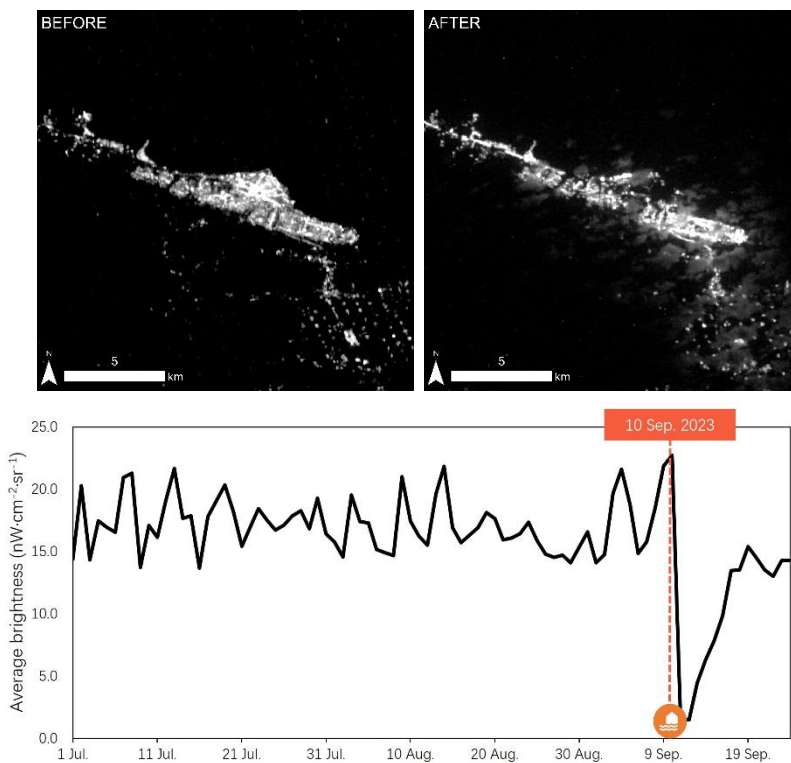 BEFORE
AFTER
N
5
km
N
5
km
Average brightness (nW·cm⁻²·sr⁻¹)
25.0
20.0
15.0
10.0
5.0
0.0
10 Sep. 2023
1 Jul.
11 Jul.
21 Jul.
31 Jul.
10 Aug.
20 Aug.
30 Aug.
9 Sep.
19 Sep.